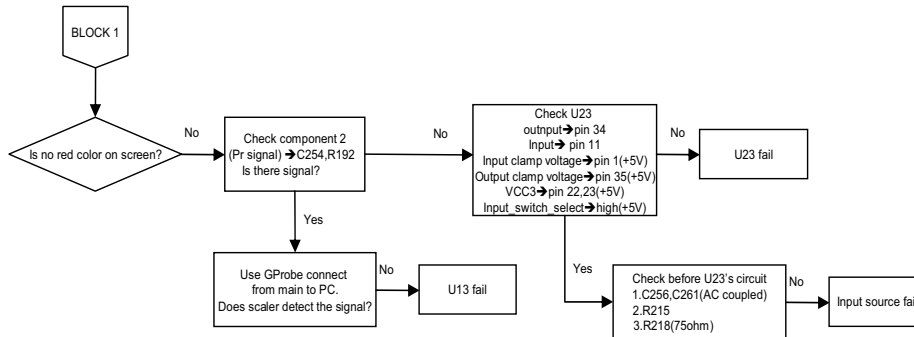 BLOCK 1
Is no red color on screen?
No
Check component 2
(Pr signal)➔C254,R192
Is there signal?
No
Check U23
outnput➔pin 34
Input➔ pin 11
Input clamp voltage➔pin 1(+5V)
Output clamp voltage➔pin 35(+5V)
VCC3➔pin 22,23(+5V)
Input_switch_select➔high(+5V)
No
U23 fail
Yes
Use GProbe connect
from main to PC.
Does scaler detect the signal?
No
U13 fail
Yes
Check before U23's circuit
1.C256,C261(AC coupled)
2.R215
3.R218(75ohm)
No
Input source fail